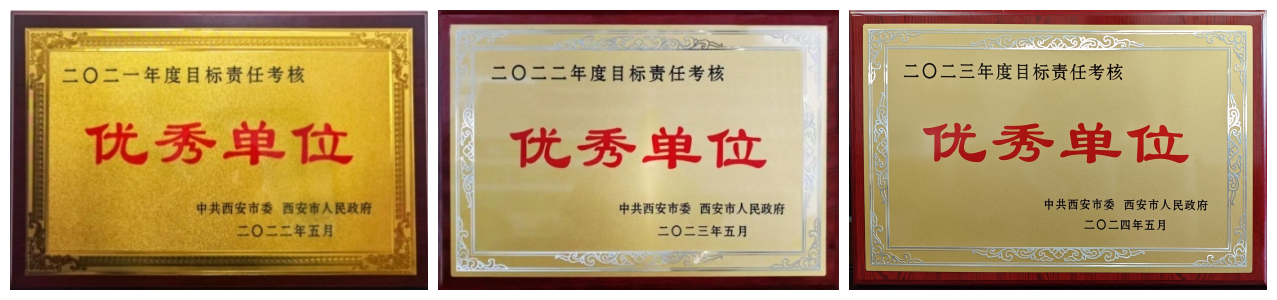 二〇二一年度目标责任考核
优秀单位
中共西安市委 西安市人民政府
二〇二二年五月
二〇二二年度目标责任考核
优秀单位
中共西安市委 西安市人民政府
二〇二三年五月
二〇二三年度目标责任考核
优秀单位
中共西安市委 西安市人民政府
二〇二四年五月